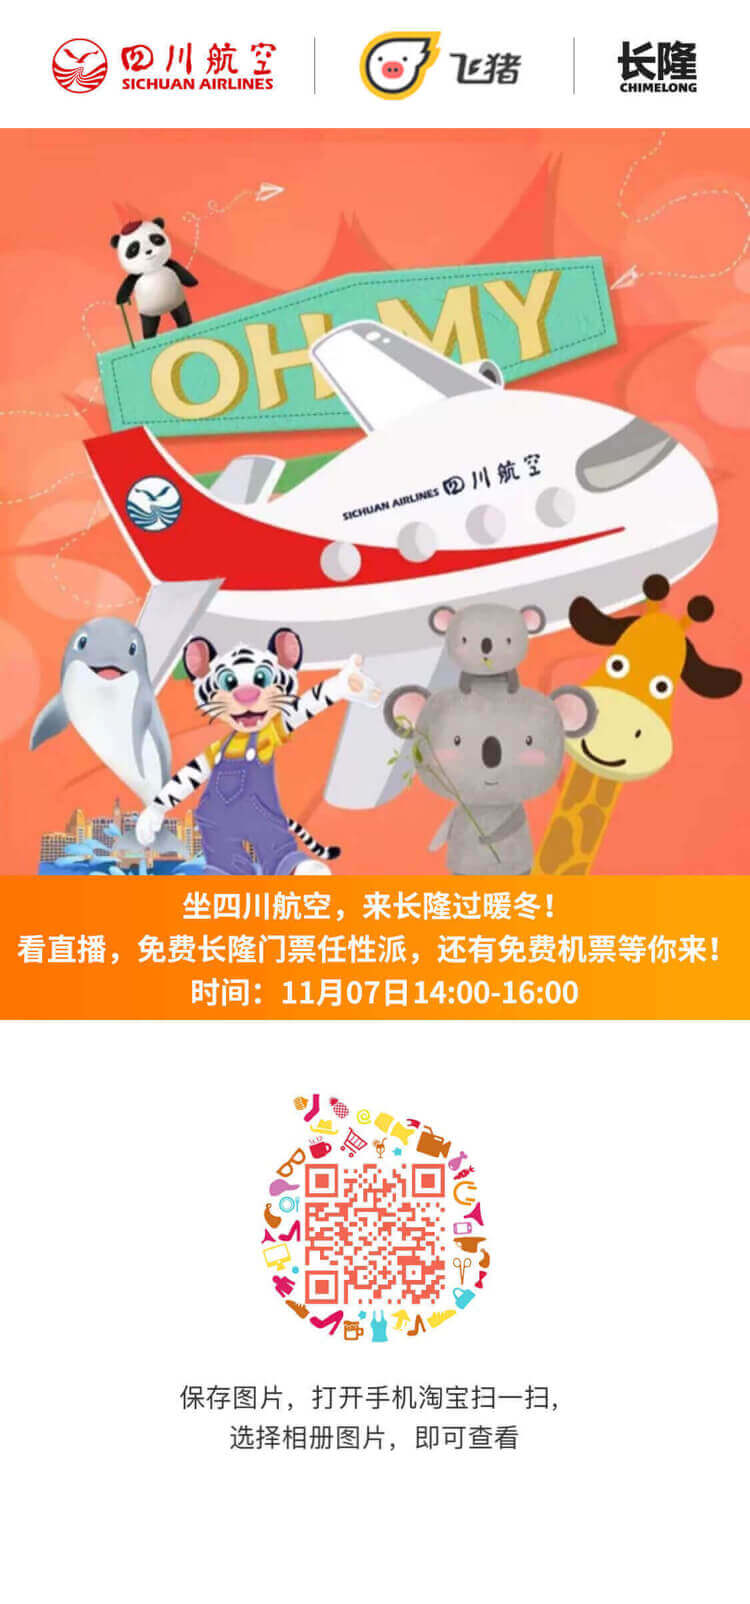 四川航空
SICHUAN AIRLINES
飞猪
长隆
CHIMELONG
OH MY
SICHUAN AIRLINES 四川航空
坐四川航空，来长隆过暖冬！
看直播，免费长隆门票任性派，还有免费机票等你来！
时间：11月07日14:00-16:00
保存图片，打开手机淘宝扫一扫，
选择相册图片，即可查看